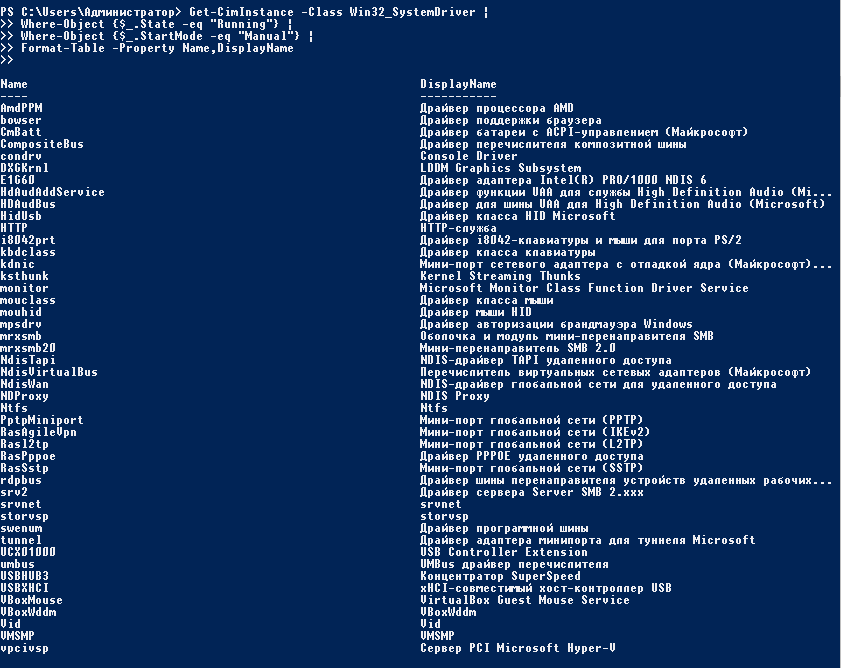 PS C:\Users\Администратор> Get-CimInstance -Class Win32_SystemDriver |
>> Where-Object {$_.State -eq "Running"} |
>> Where-Object {$_.StartMode -eq "Manual"} |
>> Format-Table -Property Name,DisplayName
>>
Name DisplayName
---- -----------
AmdPPM Драйвер процессора AMD
bowser Драйвер поддержки браузера
CmBatt Драйвер батареи с ACPI-управлением (Майкрософт)
CompositeBus Драйвер перечислителя композитной шины
condrv Console Driver
DXGKrnl LDDM Graphics Subsystem
E1G60 Драйвер адаптера Intel(R) PRO/1000 NDIS 6
HdAudAddService Драйвер функции UAA для службы High Definition Audio (Mi...
HDAudBus Драйвер для шины UAA для High Definition Audio (Microsoft)
HidUsb Драйвер класса HID Microsoft
HTTP HTTP-служба
i8042prt Драйвер i8042-клавиатуры и мыши для порта PS/2
kbdclass Драйвер класса клавиатуры
kdnic Мини-порт сетевого адаптера с отладкой ядра (Майкрософт)...
ksthunk Kernel Streaming Thunks
monitor Microsoft Monitor Class Function Driver Service
mouclass Драйвер класса мыши
mouhid Драйвер мыши HID
mpsdrv Драйвер авторизации брандмауэра Windows
mrxsmb Оболочка и модуль мини-перенаправителя SMB
mrxsmb20 Мини-перенаправитель SMB 2.0
NdisTapi NDIS-драйвер TAPI удаленного доступа
NdisVirtualBus Перечислитель виртуальных сетевых адаптеров (Майкрософт)
NdisWan NDIS-драйвер глобальной сети для удаленного доступа
NDProxy NDIS Proxy
Ntfs Ntfs
PptpMiniport Мини-порт глобальной сети (PPTP)
RasAgileVpn Мини-порт глобальной сети (IKEv2)
Rasl2tp Мини-порт глобальной сети (L2TP)
RasPppoe Драйвер PPPOE удаленного доступа
RasSstp Мини-порт глобальной сети (SSTP)
rdpbus Драйвер шины перенаправителя устройств удаленных рабочих...
srv2 Драйвер сервера Server SMB 2.xxx
srvnet srvnet
storvsp storvsp
swenum Драйвер программной шины
tunnel Драйвер адаптера минипорта для туннеля Microsoft
UCX01000 USB Controller Extension
umbus UMBus драйвер перечислителя
USBHUB3 Концентратор SuperSpeed
USBXHCI xHCI-совместимый хост-контроллер USB
VBoxMouse VirtualBox Guest Mouse Service
VBoxWddm VBoxWddm
Vid Vid
VMSMP VMSMP
vpcivsp Сервер PCI Microsoft Hyper-V